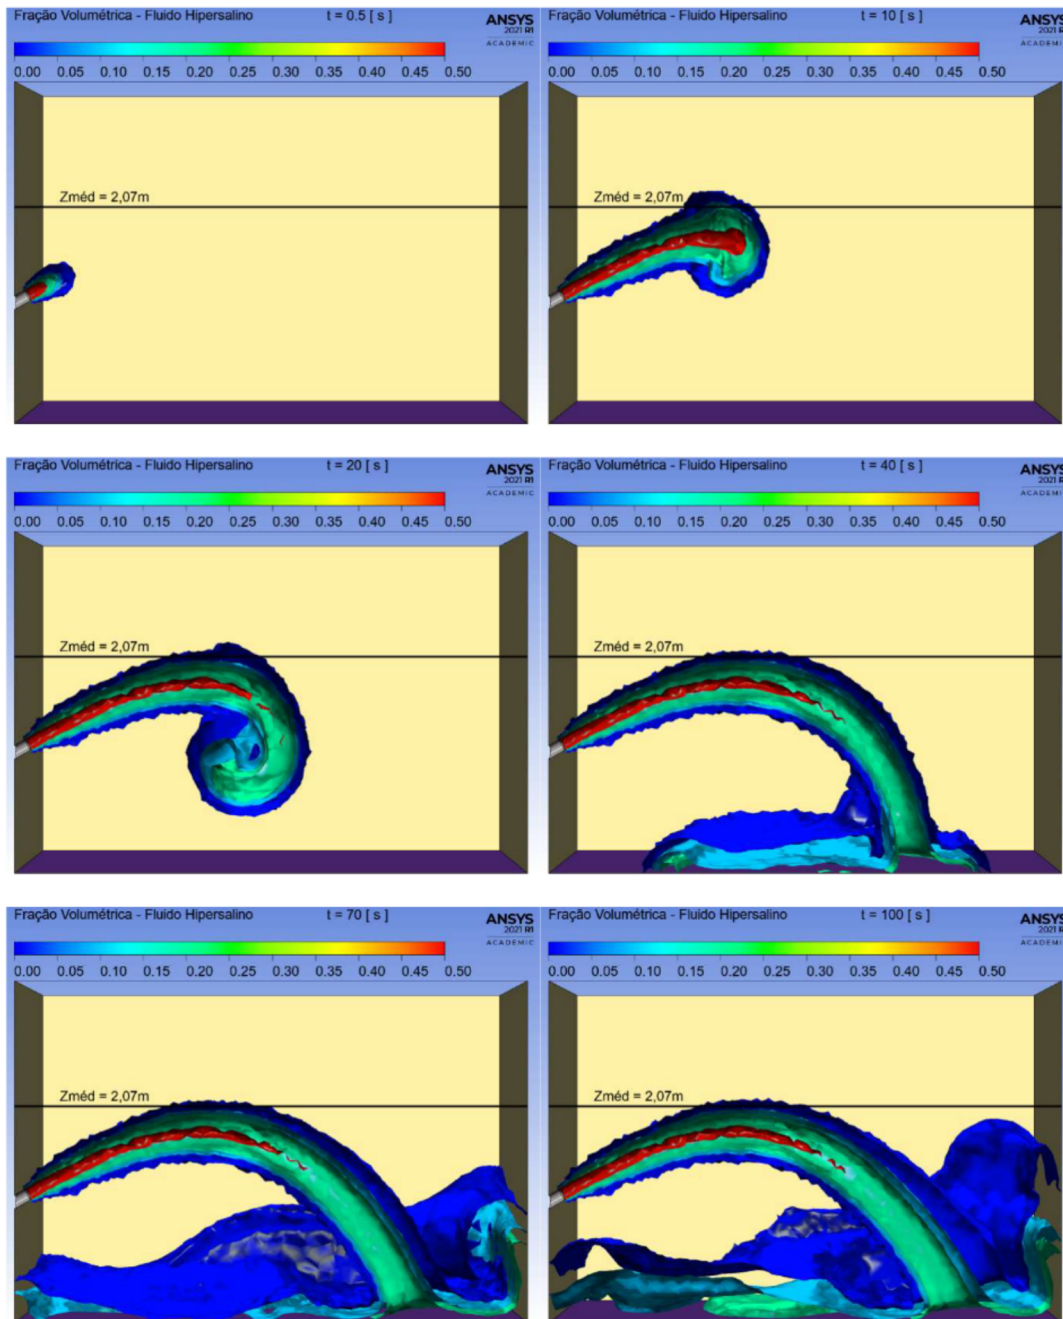 Fração Volumétrica - Fluido Hipersalino t = 0.5 [ s ]
ANSYS
2021 R1
ACADEMIC
0.00 0.05 0.10 0.15 0.20 0.25 0.30 0.35 0.40 0.45 0.50
Zméd = 2,07m
Fração Volumétrica - Fluido Hipersalino t = 10 [ s ]
ANSYS
2021 R1
ACADEMIC
0.00 0.05 0.10 0.15 0.20 0.25 0.30 0.35 0.40 0.45 0.50
Zméd = 2,07m
Fração Volumétrica - Fluido Hipersalino t = 20 [ s ]
ANSYS
2021 R1
ACADEMIC
0.00 0.05 0.10 0.15 0.20 0.25 0.30 0.35 0.40 0.45 0.50
Zméd = 2,07m
Fração Volumétrica - Fluido Hipersalino t = 40 [ s ]
ANSYS
2021 R1
ACADEMIC
0.00 0.05 0.10 0.15 0.20 0.25 0.30 0.35 0.40 0.45 0.50
Zméd = 2,07m
Fração Volumétrica - Fluido Hipersalino t = 70 [ s ]
ANSYS
2021 R1
ACADEMIC
0.00 0.05 0.10 0.15 0.20 0.25 0.30 0.35 0.40 0.45 0.50
Zméd = 2,07m
Fração Volumétrica - Fluido Hipersalino t = 100 [ s ]
ANSYS
2021 R1
ACADEMIC
0.00 0.05 0.10 0.15 0.20 0.25 0.30 0.35 0.40 0.45 0.50
Zméd = 2,07m